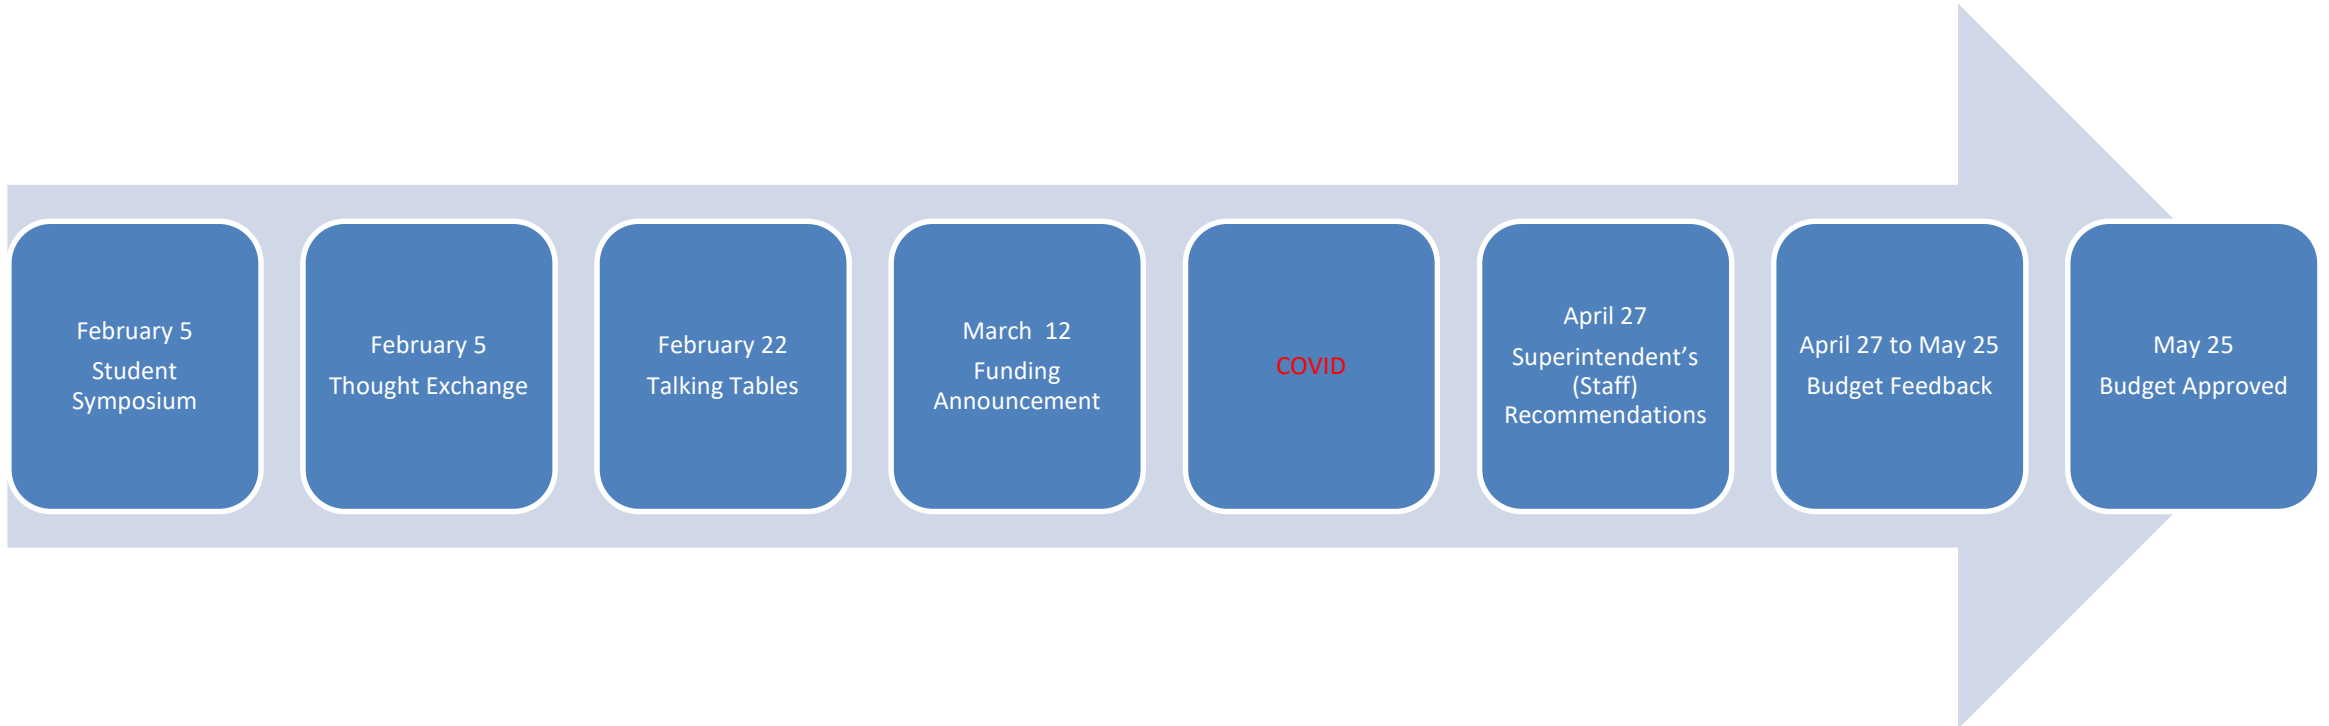 February 5
Student
Symposium
February 5
Thought Exchange
February 22
Talking Tables
March  12
Funding
Announcement
COVID
April 27
Superintendent’s
(Staff)
Recommendations
April 27 to May 25
Budget Feedback
May 25
Budget Approved